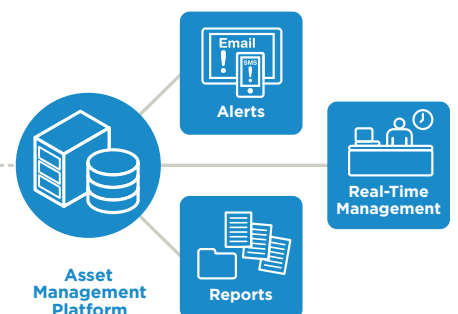 Email
SMS
Alerts
Real-Time
Management
Asset
Management
Platform
Reports